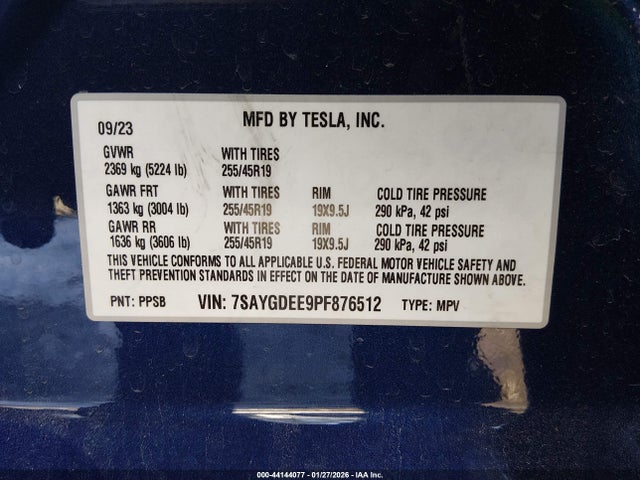 09/23 MFD BY TESLA, INC.
GVWR WITH TIRES
2369 kg (5224 lb) 255/45R19
GAWR FRT WITH TIRES RIM COLD TIRE PRESSURE
1363 kg (3004 lb) 255/45R19 19X9.5J 290 kPa, 42 psi
GAWR RR WITH TIRES RIM COLD TIRE PRESSURE
1636 kg (3606 lb) 255/45R19 19X9.5J 290 kPa, 42 psi
THIS VEHICLE CONFORMS TO ALL APPLICABLE U.S. FEDERAL MOTOR VEHICLE SAFETY AND
THEFT PREVENTION STANDARDS IN EFFECT ON THE DATE OF MANUFACTURE SHOWN ABOVE.
PNT: PPSB VIN: 7SAYGDEE9PF876512 TYPE: MPV
000-44144077 - 01/27/2026 - IAA Inc.